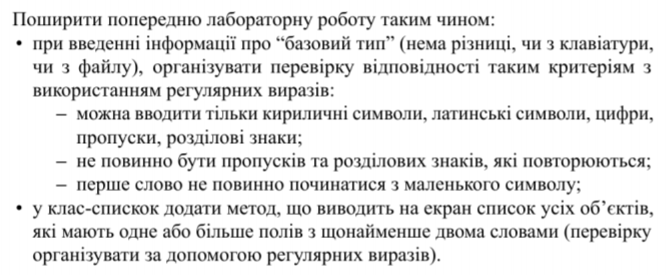 Поширити попередню лабораторну роботу таким чином:
• при введенні інформації про “базовий тип” (нема різниці, чи з клавіатури,
чи з файлу), організувати перевірку відповідності таким критеріям з
використанням регулярних виразів:
– можна вводити тільки кириличні символи, латинські символи, цифри,
пропуски, розділові знаки;
– не повинно бути пропусків та розділових знаків, які повторюються;
– перше слово не повинно починатися з маленького символу;
• у клас-спискок додати метод, що виводить на екран список усіх об’єктів,
які мають одне або більше полів з щонайменше двома словами (перевірку
організувати за допомогою регулярних виразів).